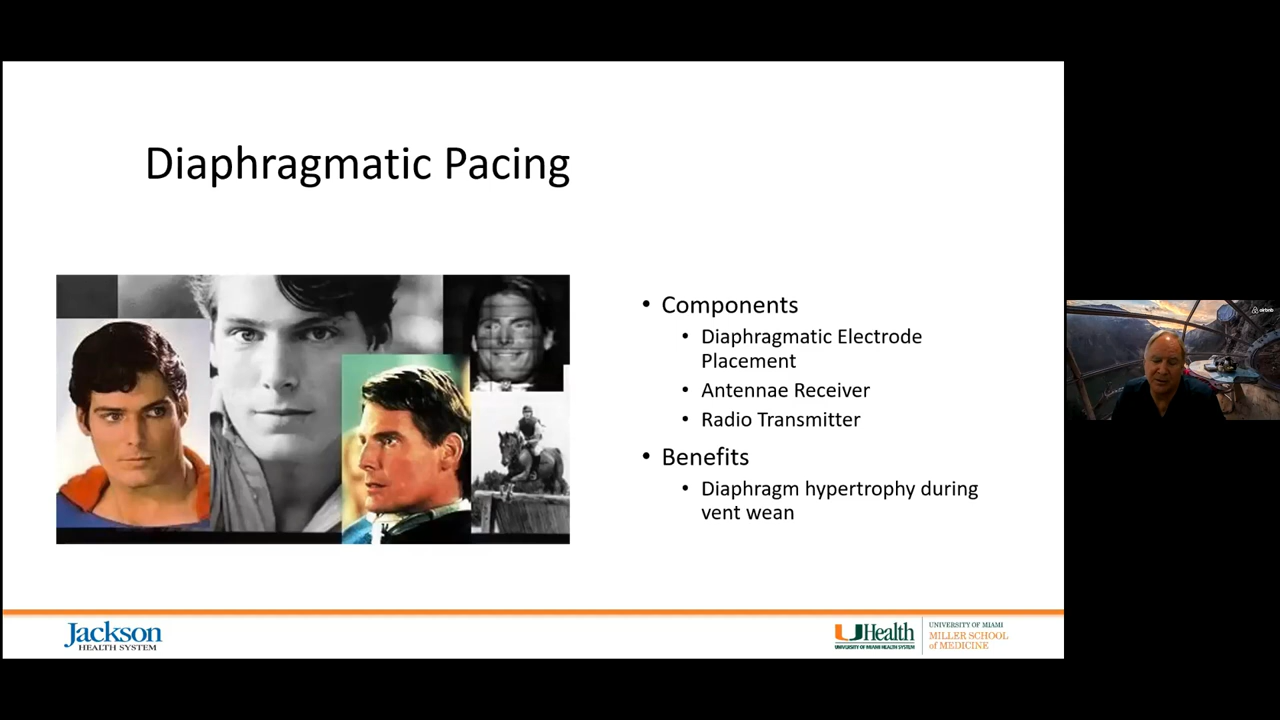 Diaphragmatic Pacing
• Components
• Diaphragmatic Electrode
Placement
• Antennae Receiver
• Radio Transmitter
• Benefits
• Diaphragm hypertrophy during
vent wean
airbnb
Jackson
HEALTH SYSTEM
UHealth
UNIVERSITY OF MIAMI HEALTH SYSTEM
UNIVERSITY OF MIAMI
MILLER SCHOOL
of MEDICINE